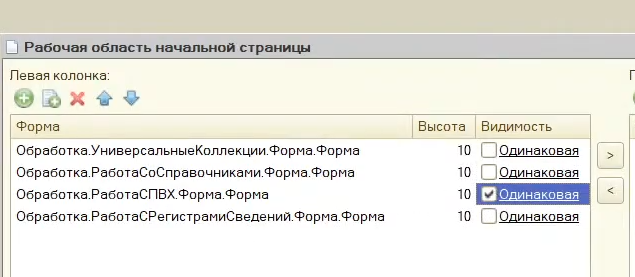 Рабочая область начальной страницы
Левая колонка:
Форма Высота Видимость
Обработка.УниверсальныеКоллекции.Форма.Форма 10 Одинаковая
Обработка.РаботаСоСправочниками.Форма.Форма 10 Одинаковая
Обработка.РаботаСПВХ.Форма.Форма 10 Одинаковая
Обработка.РаботаСРегистрамиСведений.Форма.Форма 10 Одинаковая